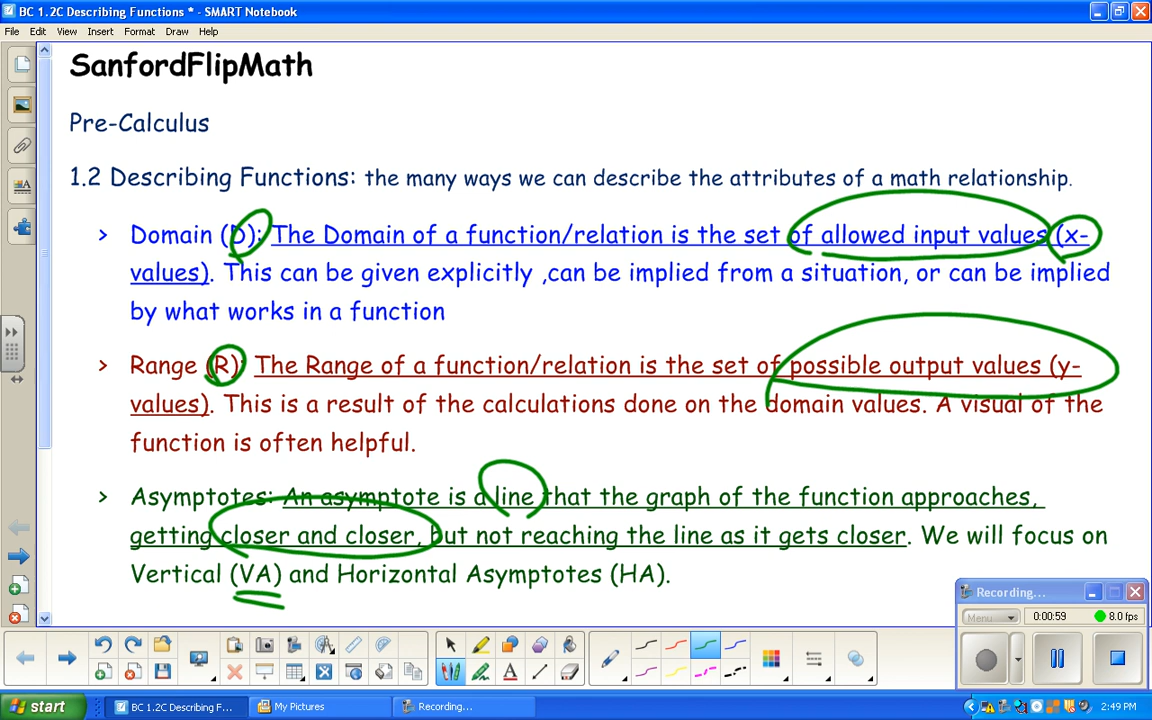 BC 1.2C Describing Functions * - SMART Notebook
File Edit View Insert Format Draw Help
SanfordFlipMath
Pre-Calculus
1.2 Describing Functions: the many ways we can describe the attributes of a math relationship.
> Domain (D): The Domain of a function/relation is the set of allowed input values (x-
values). This can be given explicitly ,can be implied from a situation, or can be implied
by what works in a function
> Range (R): The Range of a function/relation is the set of possible output values (y-
values). This is a result of the calculations done on the domain values. A visual of the
function is often helpful.
> Asymptotes: An asymptote is a line that the graph of the function approaches,
getting closer and closer, but not reaching the line as it gets closer. We will focus on
Vertical (VA) and Horizontal Asymptotes (HA).
Recording...
Menu 0:00:59 8.0 fps
start BC 1.2C Describing F... My Pictures Recording... 2:49 PM